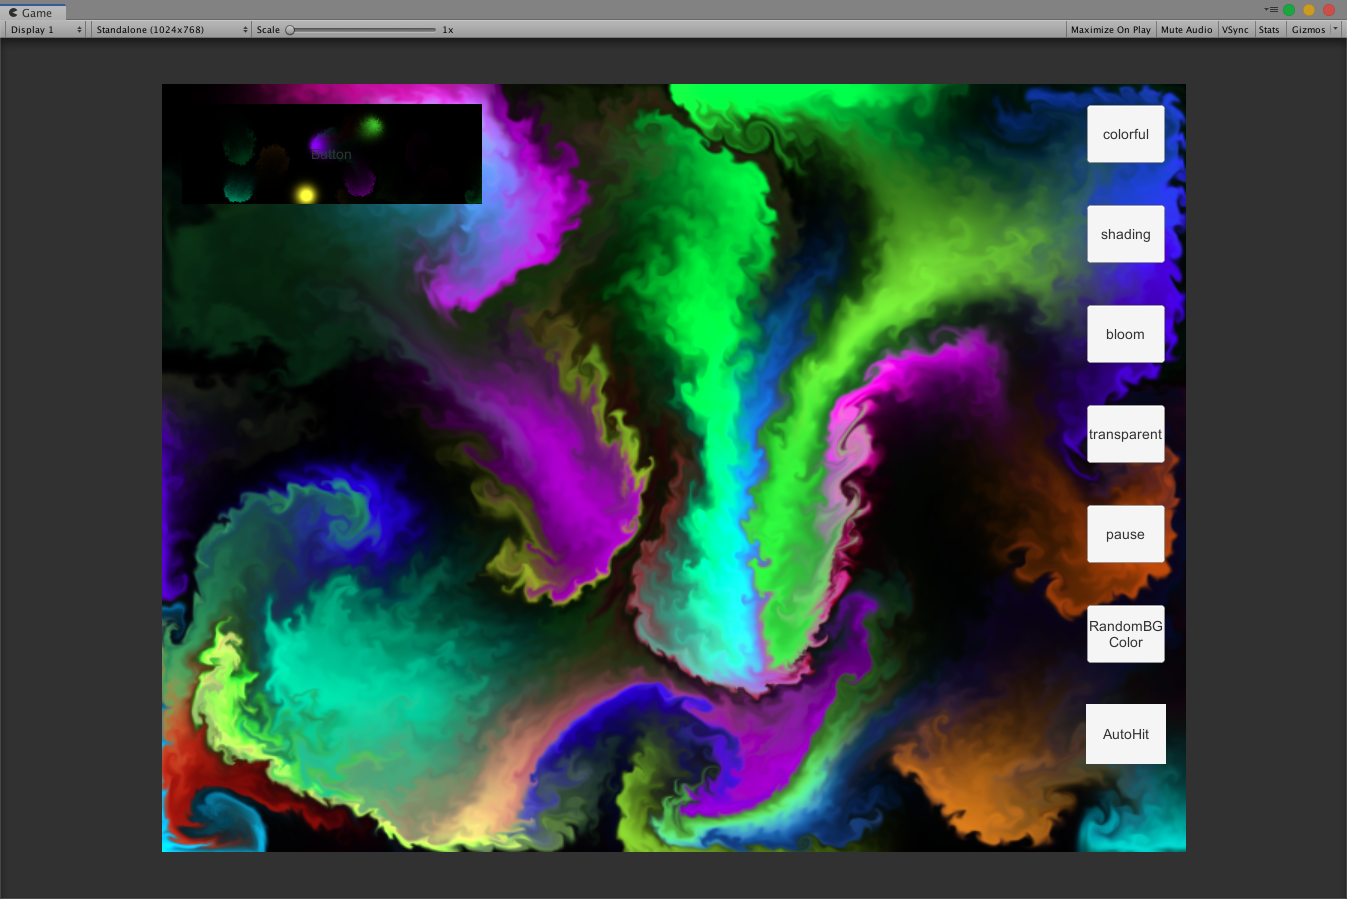 Game
Display 1
Standalone (1024x768)
Scale
1x
Maximize On Play
Mute Audio
VSync
Stats
Gizmos
Button
colorful
shading
bloom
transparent
pause
RandomBG
Color
AutoHit